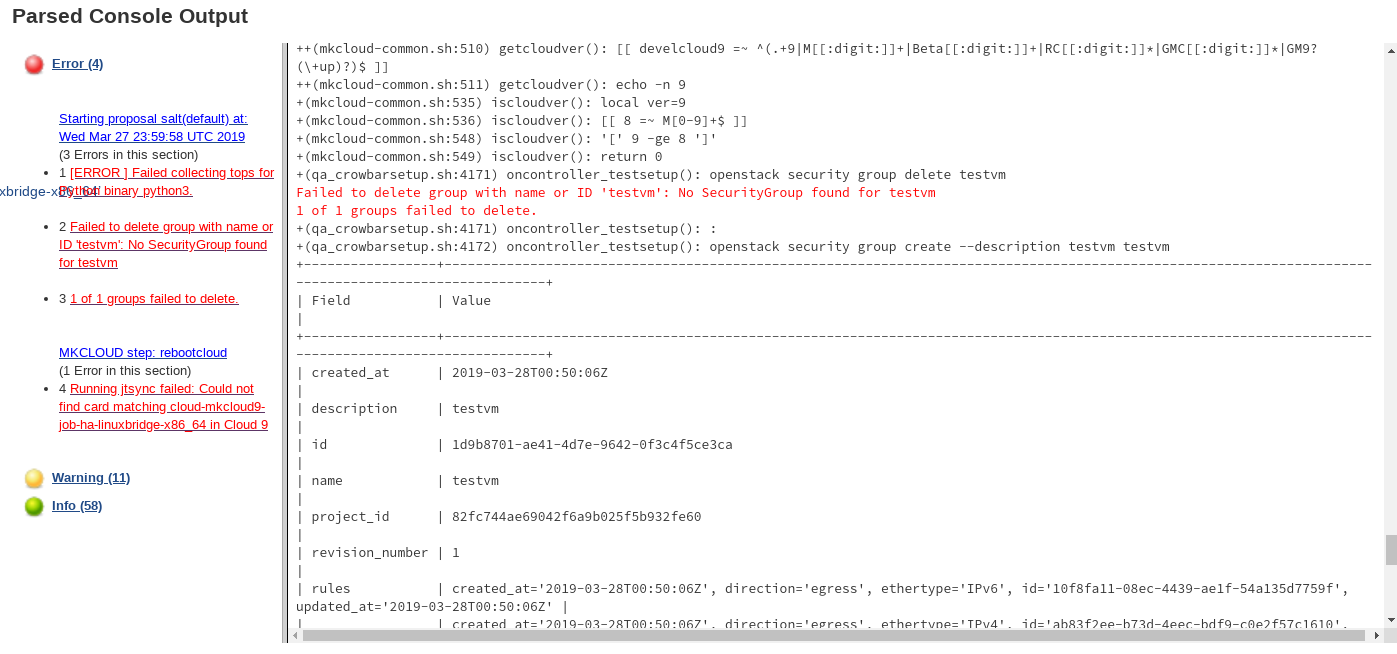 Parsed Console Output
Error (4)
Starting proposal salt(default) at:
Wed Mar 27 23:59:58 UTC 2019
(3 Errors in this section)
1 [ERROR ] Failed collecting tops for
Python binary python3.
xbridge-x86_64'
2 Failed to delete group with name or
ID 'testvm': No SecurityGroup found
for testvm
3 1 of 1 groups failed to delete.
MKCLOUD step: rebootcloud
(1 Error in this section)
4 Running jtsync failed: Could not
find card matching cloud-mkcloud9-
job-ha-linuxbridge-x86_64 in Cloud 9
Warning (11)
Info (58)
++(mkcloud-common.sh:510) getcloudver(): [[ develcloud9 =~ ^(.+9|M[[:digit:]]+|Beta[[:digit:]]+|RC[[:digit:]]*|GMC[[:digit:]]*|GM9?
(\+up)?)$ ]]
++(mkcloud-common.sh:511) getcloudver(): echo -n 9
+(mkcloud-common.sh:535) iscloudver(): local ver=9
+(mkcloud-common.sh:536) iscloudver(): [[ 8 =~ M[0-9]+$ ]]
+(mkcloud-common.sh:548) iscloudver(): '[' 9 -ge 8 ']'
+(mkcloud-common.sh:549) iscloudver(): return 0
+(qa_crowbarsetup.sh:4171) oncontroller_testsetup(): openstack security group delete testvm
Failed to delete group with name or ID 'testvm': No SecurityGroup found for testvm
1 of 1 groups failed to delete.
+(qa_crowbarsetup.sh:4171) oncontroller_testsetup(): :
+(qa_crowbarsetup.sh:4172) oncontroller_testsetup(): openstack security group create --description testvm testvm
+-----------------+-----------------------------------------------------------------------------------------------------------------------
--------------------------------+
| Field           | Value
|
+-----------------+-----------------------------------------------------------------------------------------------------------------------
--------------------------------+
| created_at      | 2019-03-28T00:50:06Z
|
| description     | testvm
|
| id              | 1d9b8701-ae41-4d7e-9642-0f3c4f5ce3ca
|
| name            | testvm
|
| project_id      | 82fc744ae69042f6a9b025f5b932fe60
|
| revision_number | 1
|
| rules           | created_at='2019-03-28T00:50:06Z', direction='egress', ethertype='IPv6', id='10f8fa11-08ec-4439-ae1f-54a135d7759f',
updated_at='2019-03-28T00:50:06Z' |
|                 | created_at='2019-03-28T00:50:06Z', direction='egress', ethertype='IPv4', id='ab83f2ee-b73d-4eec-bdf9-c0e2f57c1610',